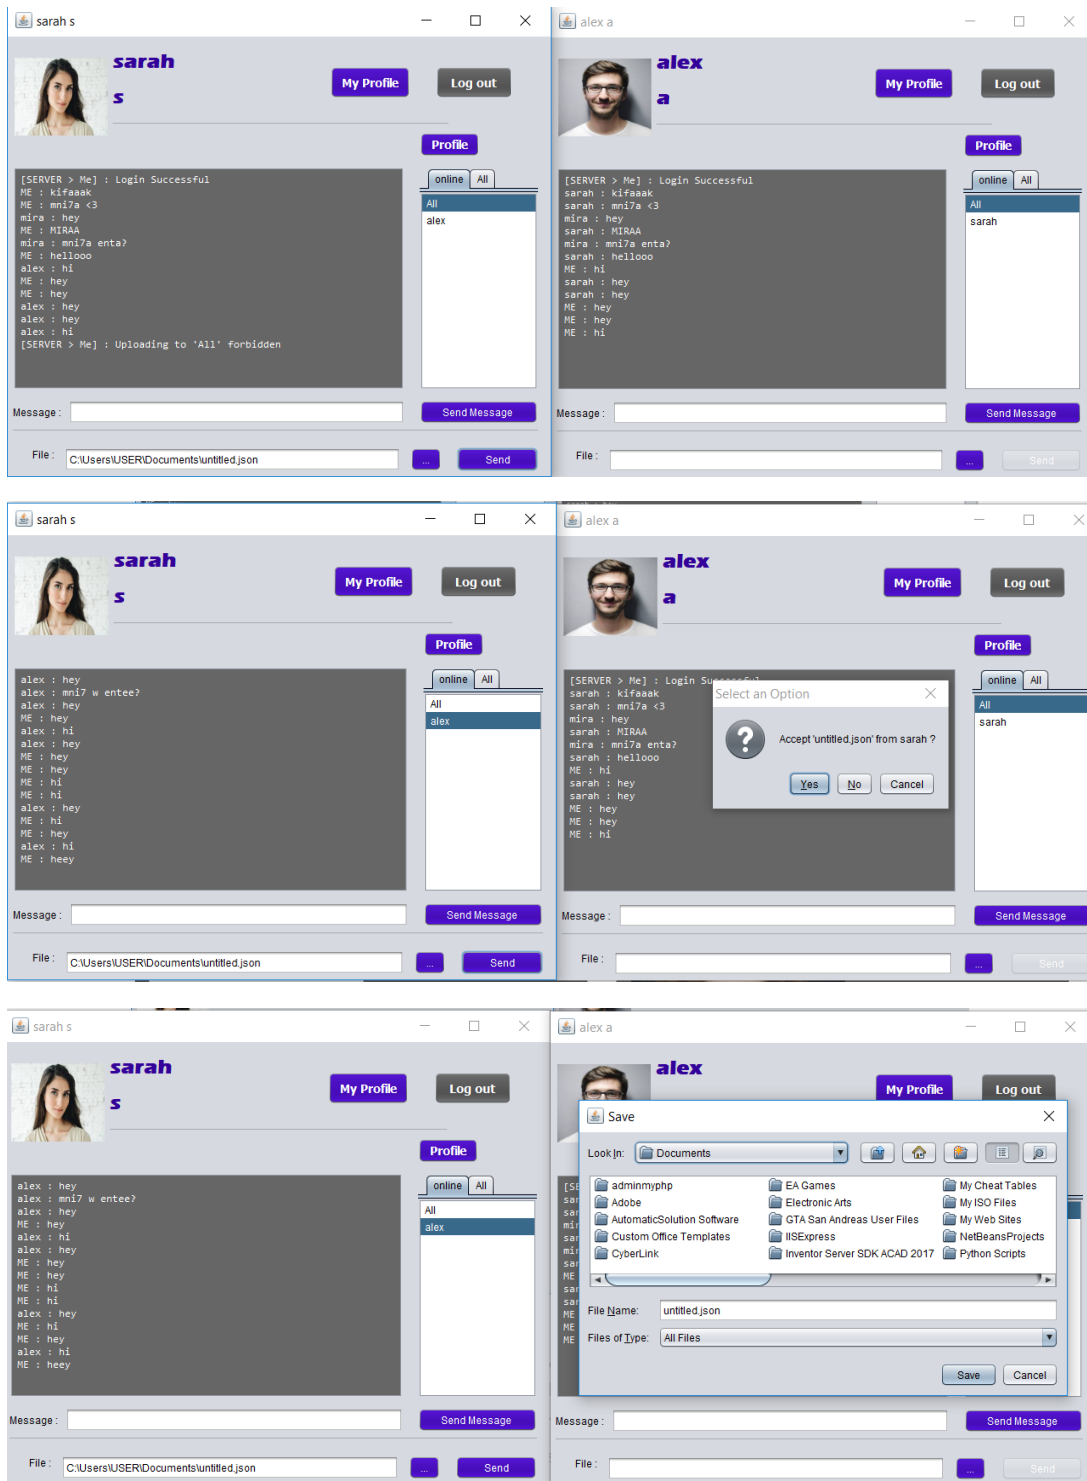 sarah s
sarah
s
My Profile
Log out
Profile
online All
[SERVER > Me] : Login Successful
ME : kifaaak
ME : mni7a <3
mira : hey
ME : MIRAA
mira : mni7a enta?
ME : hellooo
alex : hi
ME : hey
ME : hey
alex : hey
alex : hey
alex : hi
[SERVER > Me] : Uploading to 'All' forbidden
All
alex
Message :
Send Message
File :
C:\Users\USER\Documents\untitled.json
...
Send
alex a
alex
a
My Profile
Log out
Profile
online All
[SERVER > Me] : Login Successful
sarah : kifaaak
sarah : mni7a <3
mira : hey
sarah : MIRAA
mira : mni7a enta?
sarah : hellooo
ME : hi
sarah : hey
sarah : hey
ME : hey
ME : hey
ME : hi
All
sarah
Message :
Send Message
File :
...
Send
sarah s
sarah
s
My Profile
Log out
Profile
online All
alex : hey
alex : mni7 w entee?
alex : hey
ME : hey
alex : hi
alex : hey
ME : hey
ME : hey
ME : hi
ME : hi
alex : hey
ME : hi
ME : hey
alex : hi
ME : heey
All
alex
Message :
Send Message
File :
C:\Users\USER\Documents\untitled.json
...
Send
alex a
alex
a
My Profile
Log out
Profile
online All
[SERVER > Me] : Login Successful
sarah : kifaaak
sarah : mni7a <3
mira : hey
sarah : MIRAA
mira : mni7a enta?
sarah : hellooo
ME : hi
sarah : hey
sarah : hey
ME : hey
ME : hey
ME : hi
Select an Option
Accept 'untitled.json' from sarah ?
Yes No Cancel
All
sarah
Message :
Send Message
File :
...
Send
sarah s
sarah
s
My Profile
Log out
Profile
online All
alex : hey
alex : mni7 w entee?
alex : hey
ME : hey
alex : hi
alex : hey
ME : hey
ME : hey
ME : hi
ME : hi
alex : hey
ME : hi
ME : hey
alex : hi
ME : heey
All
alex
Message :
Send Message
File :
C:\Users\USER\Documents\untitled.json
...
Send
alex a
alex
My Profile
Log out
Save
Look In: Documents
adminmyphp EA Games My Cheat Tables
Adobe Electronic Arts My ISO Files
AutomaticSolution Software GTA San Andreas User Files My Web Sites
Custom Office Templates IISExpress NetBeansProjects
CyberLink Inventor Server SDK ACAD 2017 Python Scripts
File Name: untitled.json
Files of Type: All Files
Save Cancel
ME
ME
ME
ME
Message :
Send Message
File :
...
Send